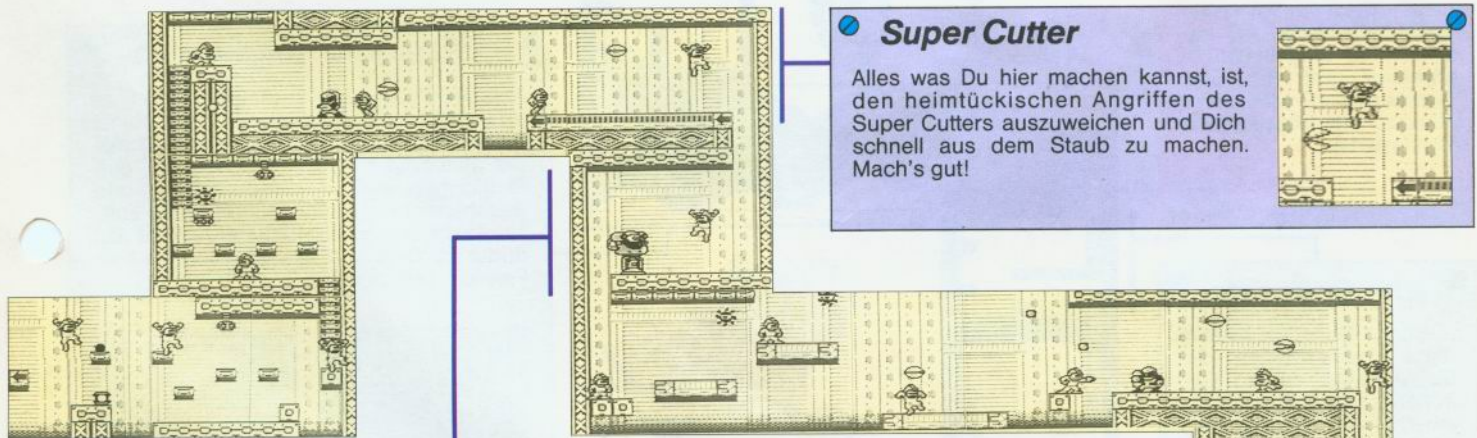 Super Cutter
Alles was Du hier machen kannst, ist,
den heimtückischen Angriffen des
Super Cutters auszuweichen und Dich
schnell aus dem Staub zu machen.
Mach's gut!